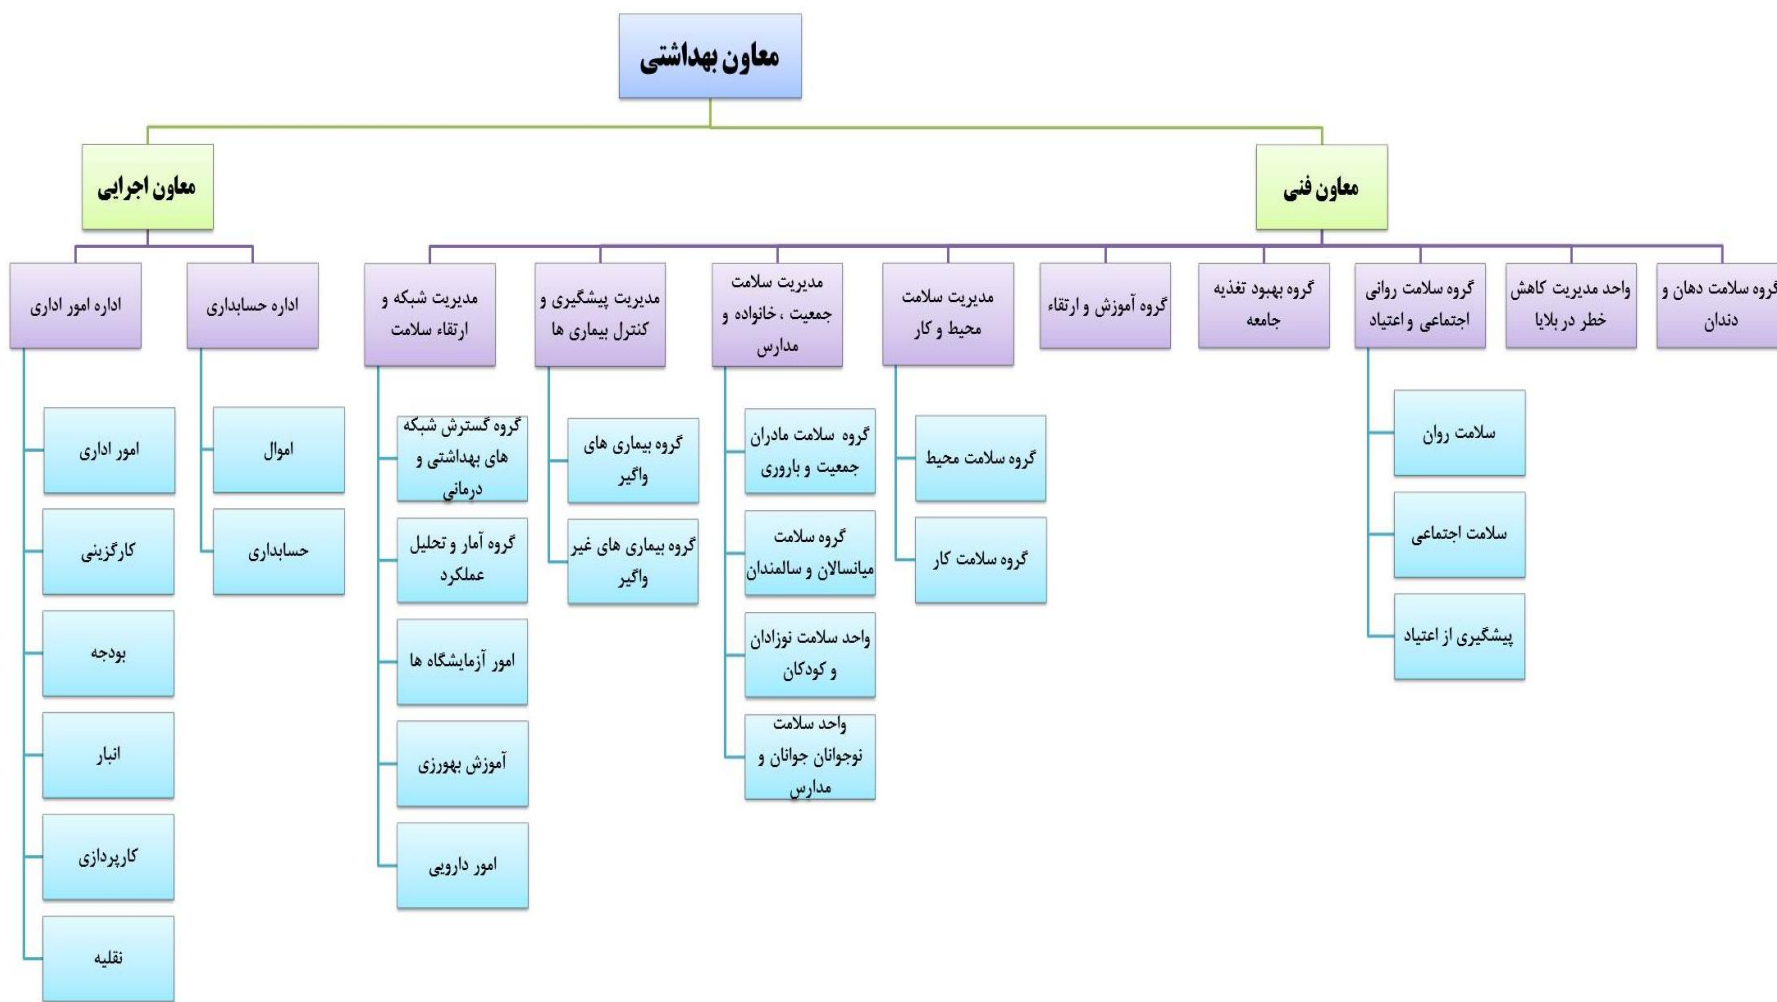 معاون بهداشتی
معاون فنی
معاون اجرایی
گروه سلامت دهان و
دندان
واحد مدیریت کاهش
خطر در بلایا
گروه سلامت روانی
اجتماعی و اعتیاد
گروه بهبود تغذیه
جامعه
گروه آموزش و ارتقاء
مدیریت سلامت
محیط و کار
مدیریت سلامت
جمعیت ، خانواده و
مدارس
مدیریت پیشگیری و
کنترل بیماری ها
مدیریت شبکه و
ارتقاء سلامت
اداره حسابداری
اداره امور اداری
سلامت روان
سلامت اجتماعی
پیشگیری از اعتیاد
گروه سلامت محیط
گروه سلامت کار
گروه سلامت مادران
جمعیت و باروری
گروه سلامت
میانسالان و سالمندان
واحد سلامت نوزادان
و کودکان
واحد سلامت
نوجوانان جوانان و
مدارس
گروه بیماری های
واگیر
گروه بیماری های غیر
واگیر
گروه گسترش شبکه
های بهداشتی و
درمانی
گروه آمار و تحلیل
عملکرد
امور آزمایشگاه ها
آموزش بهورزی
امور دارویی
اموال
حسابداری
امور اداری
کارگزینی
بودجه
انبار
کارپردازی
نقلیه